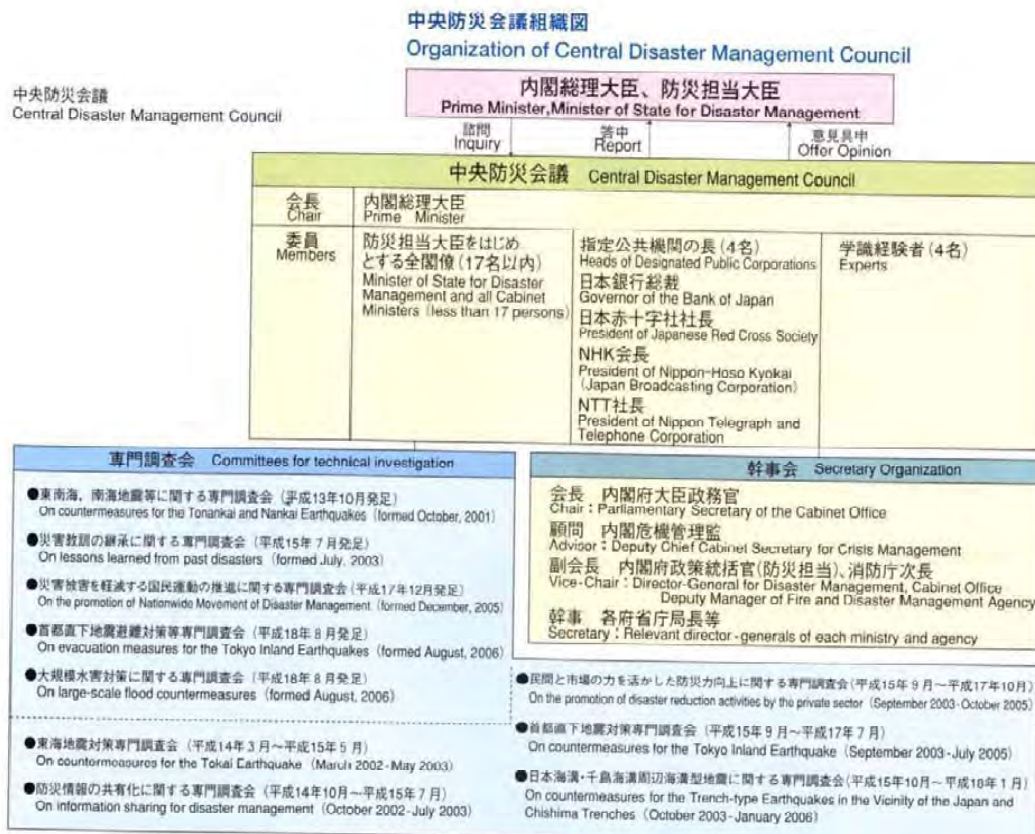 中央防災会議組織図
Organization of Central Disaster Management Council
中央防災会議
Central Disaster Management Council
内閣総理大臣、防災担当大臣
Prime Minister,Minister of State for Disaster Management
諮問
Inquiry
答申
Report
意見具申
Offer Opinion
中央防災会議 Central Disaster Management Council
会長
Chair
内閣総理大臣
Prime Minister
委員
Members
防災担当大臣をはじめ
とする全閣僚(17名以内)
Minister of State for Disaster
Management and all Cabinet
Ministers (less than 17 persons)
指定公共機関の長(4名)
Heads of Designated Public Corporations
日本銀行総裁
Governor of the Bank of Japan
日本赤十字社社長
President of Japanese Red Cross Society
NHK会長
President of Nippon-Hoso Kyokai
(Japan Broadcasting Corporation)
NTT社長
President of Nippon Telegraph and
Telephone Corporation
学識経験者(4名)
Experts
専門調査会 Committees for technical investigation
●東南海，南海地震等に関する専門調査会(平成13年10月発足)
On countermeasures for the Tonankai and Nankai Earthquakes (formed October, 2001)
●災害教訓の継承に関する専門調査会(平成15年7月発足)
On lessons learned from past disasters (formed July, 2003)
●災害被害を軽減する国民運動の推進に関する専門調査会(平成17年12月発足)
On the promotion of Nationwide Movement of Disaster Management (formed December, 2005)
●首都直下地震避難対策等専門調査会(平成18年8月発足)
On evacuation measures for the Tokyo Inland Earthquakes (formed August, 2006)
●大規模水害対策に関する専門調査会(平成18年8月発足)
On large-scale flood countermeasures (formed August, 2006)
●東海地震対策専門調査会(平成14年3月～平成15年5月)
On countermeasures for the Tokai Earthquake (March 2002-May 2003)
●防災情報の共有化に関する専門調査会(平成14年10月～平成15年7月)
On information sharing for disaster management (October 2002-July 2003)
幹事会 Secretary Organization
会長 内閣府大臣政務官
Chair：Parliamentary Secretary of the Cabinet Office
顧問 内閣危機管理監
Advisor：Deputy Chief Cabinet Secretary for Crisis Management
副会長 内閣府政策統括官(防災担当)、消防庁次長
Vice-Chair：Director-General for Disaster Management, Cabinet Office
Deputy Manager of Fire and Disaster Management Agency
幹事 各府省庁局長等
Secretary：Relevant director-generals of each ministry and agency
●民間と市場の力を活かした防災力向上に関する専門調査会(平成15年9月～平成17年10月)
On the promotion of disaster reduction activities by the private sector (September 2003-October 2005)
●首都直下地震対策専門調査会(平成15年9月～平成17年7月)
On countermeasures for the Tokyo Inland Earthquake (September 2003-July 2005)
●日本海溝・千島海溝周辺海溝型地震に関する専門調査会(平成15年10月～平成18年1月)
On countermeasures for the Trench-type Earthquakes in the Vicinity of the Japan and
Chishima Trenches (October 2003-January 2006)